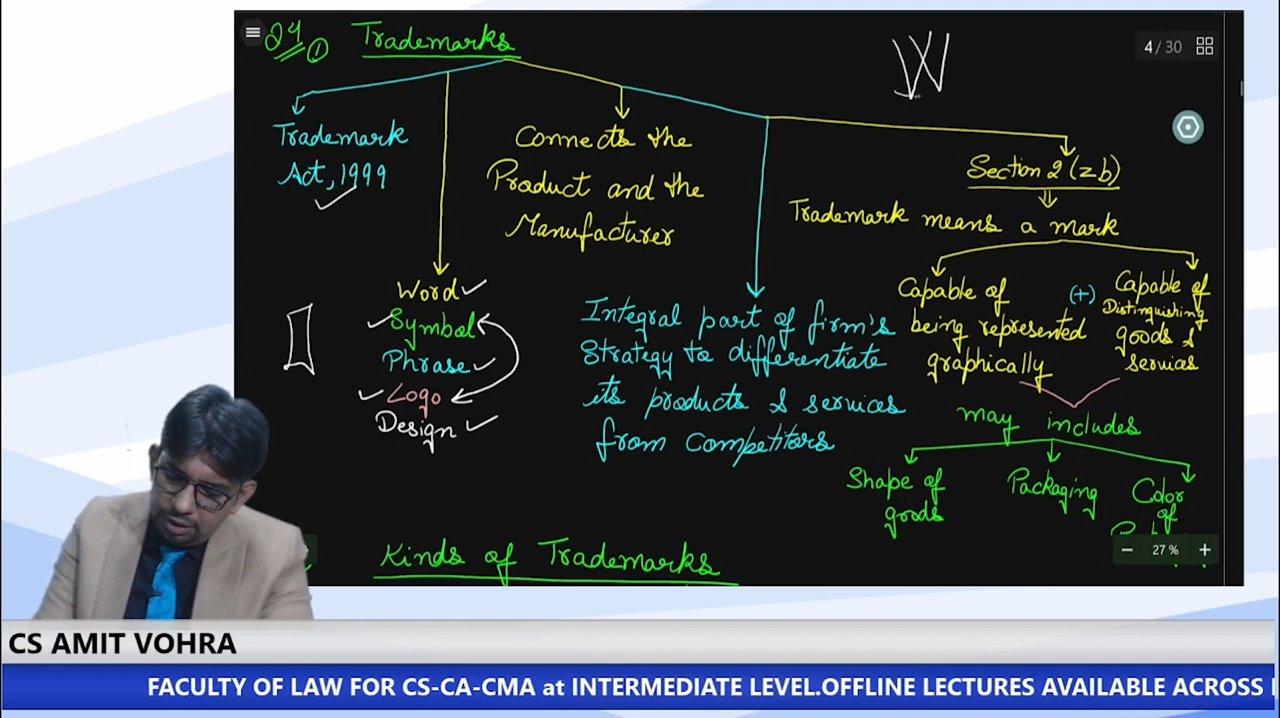 24 ① Trademarks
W
4 / 30
Trademark
Act, 1999
Connects the
Product and the
Manufacturer
Section 2 (zb)
Trademark means a mark
Word
Symbol
Phrase
Logo
Design
Integral part of firm's
Strategy to differentiate
its products & services
from competitors
Capable of
being represented
graphically
(+)
Capable of
Distinguishing
goods &
services
may includes
Shape of
goods
Packaging
Color
of
Kinds of Trademarks
27 %
CS AMIT VOHRA
FACULTY OF LAW FOR CS-CA-CMA at INTERMEDIATE LEVEL.OFFLINE LECTURES AVAILABLE ACROSS